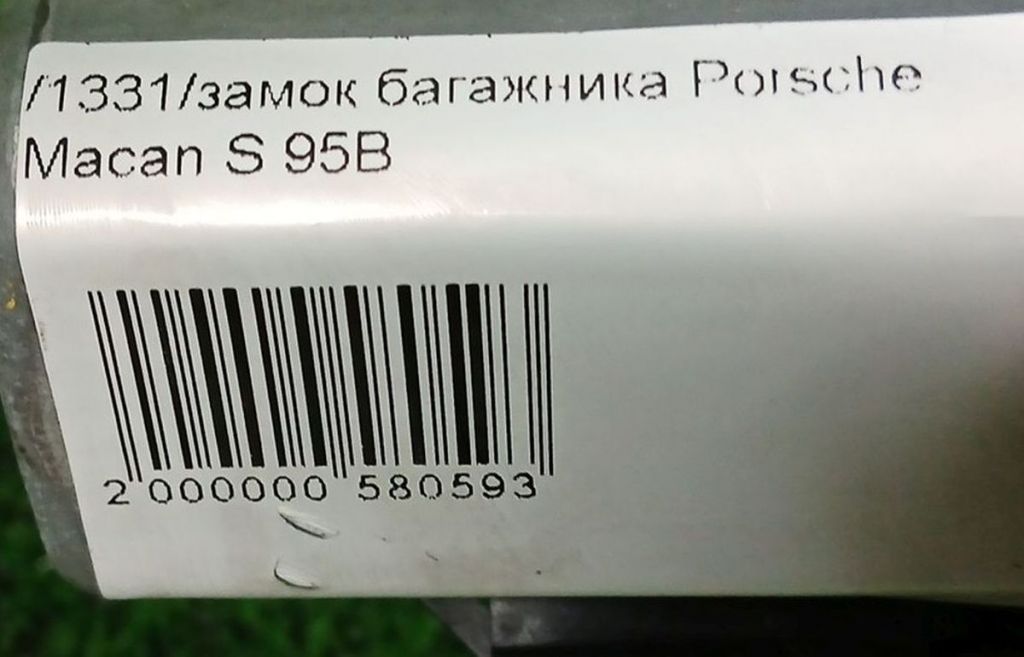 /1331/замок багажника Porsche
Macan S 95B
2 000000 580593